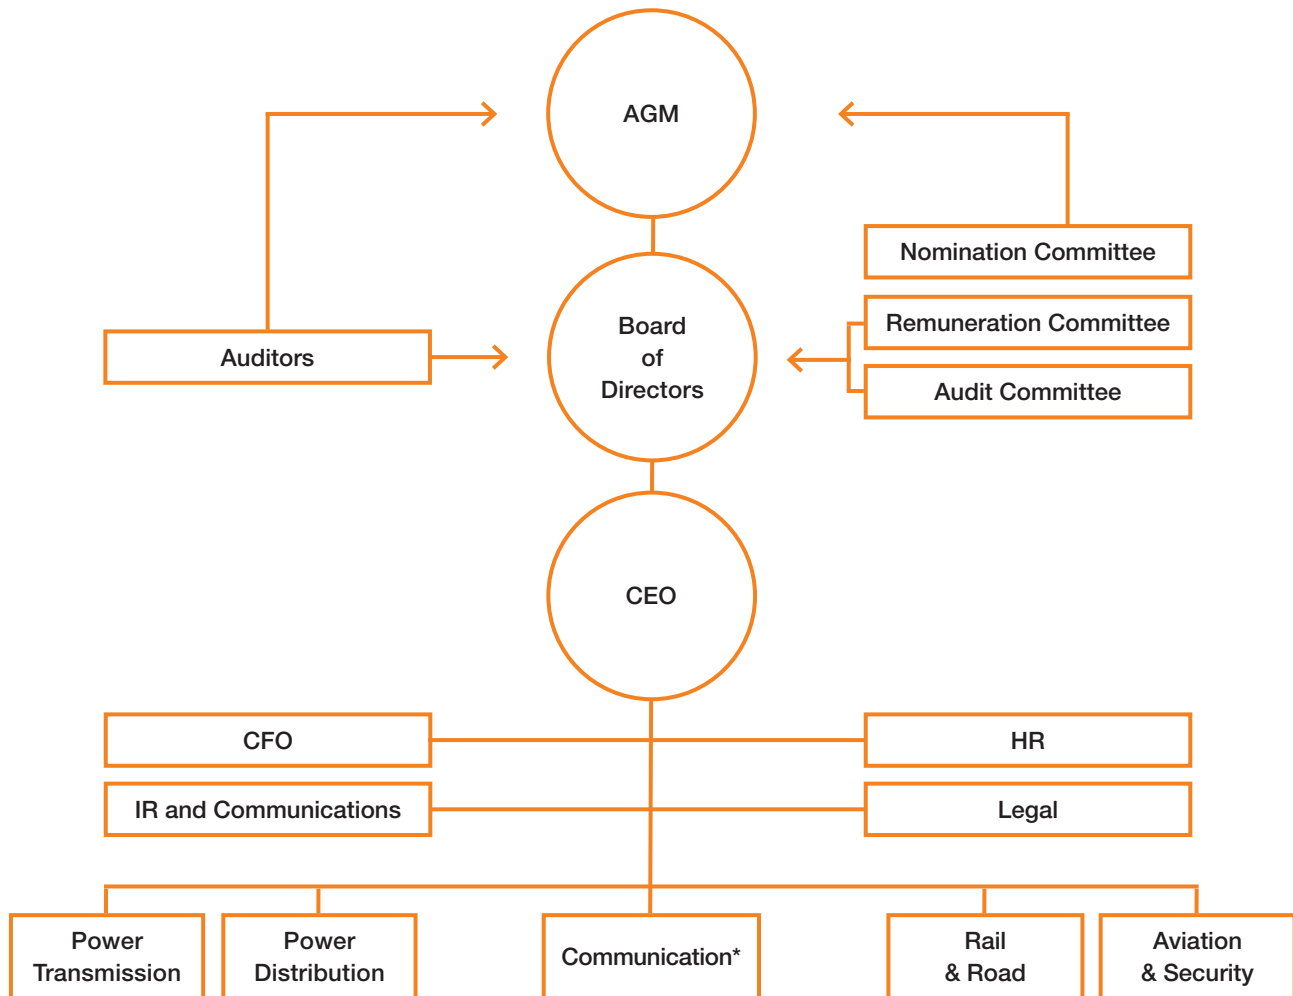 AGM
Nomination Committee
Remuneration Committee
Auditors
Board
of
Directors
Audit Committee
CEO
CFO
HR
IR and Communications
Legal
Power
Transmission
Power
Distribution
Communication*
Rail
& Road
Aviation
& Security